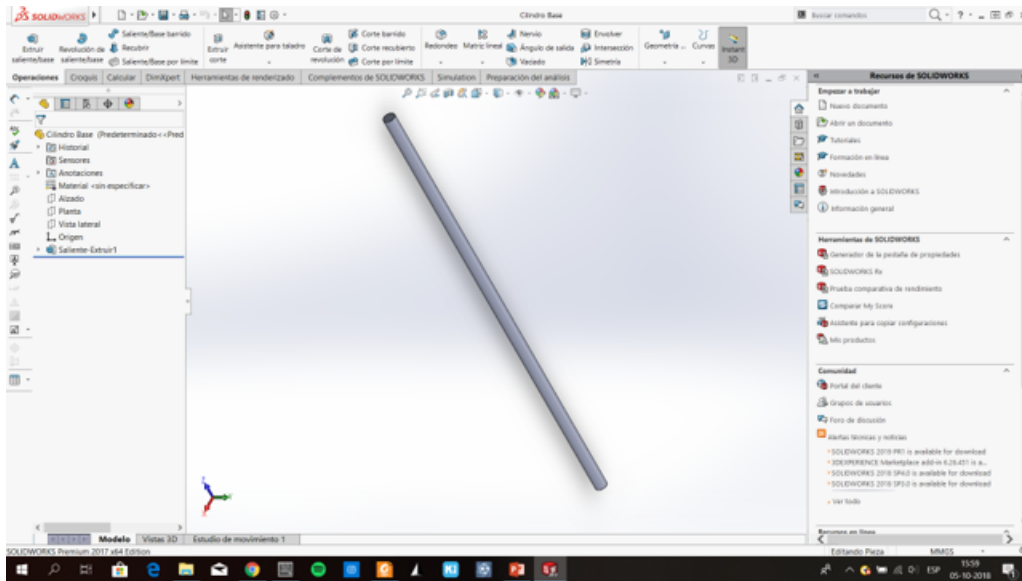 SOLIDWORKS
Cilindro Base
Buscar comandos
Extruir saliente/base
Revolución de saliente/base
Saliente/Base barrido
Recubrir
Saliente/Base por límite
Extruir corte
Asistente para taladro
Corte de revolución
Corte barrido
Corte recubierto
Corte por límite
Redondeo
Matriz lineal
Nervio
Ángulo de salida
Vaciado
Envolver
Intersección
Simetría
Geometría ...
Curvas
Instant 3D
Operaciones Croquis Calcular DimXpert Herramientas de renderizado Complementos de SOLIDWORKS Simulation Preparación del análisis
Cilindro Base (Predeterminado<<Pred
Historial
Sensores
Anotaciones
Material <sin especificar>
Alzado
Planta
Vista lateral
Origen
Saliente-Extruir1
Recursos de SOLIDWORKS
Empezar a trabajar
Nuevo documento
Abrir un documento
Tutoriales
Formación en línea
Novedades
Introducción a SOLIDWORKS
Información general
Herramientas de SOLIDWORKS
Generador de la pestaña de propiedades
SOLIDWORKS Rx
Prueba comparativa de rendimiento
Comparar My Score
Asistente para copiar configuraciones
Mis productos
Comunidad
Portal del cliente
Grupos de usuarios
Foro de discusión
Alertas técnicas y noticias
SOLIDWORKS 2019 PR1 is available for download
3DEXPERIENCE Marketplace add-in 6.26.451 is a...
SOLIDWORKS 2018 SP4.0 is available for download
SOLIDWORKS 2018 SP3.0 is available for download
Ver todo
Recursos en línea
Modelo Vistas 3D Estudio de movimiento 1
SOLIDWORKS Premium 2017 x64 Edition
Editando Pieza
MMGS
ESP
15:59
05-10-2018